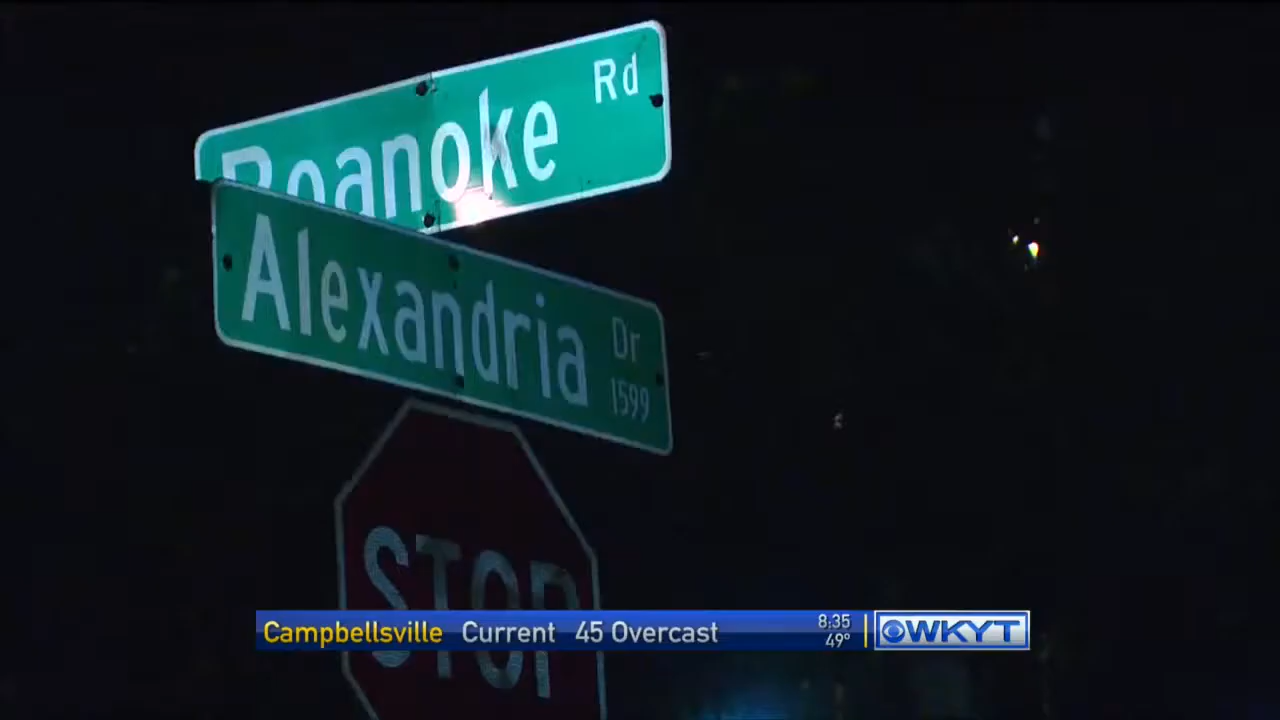 Roanoke Rd
Alexandria Dr
1599
STOP
Campbellsville Current 45 Overcast
8:35
49°
WKYT